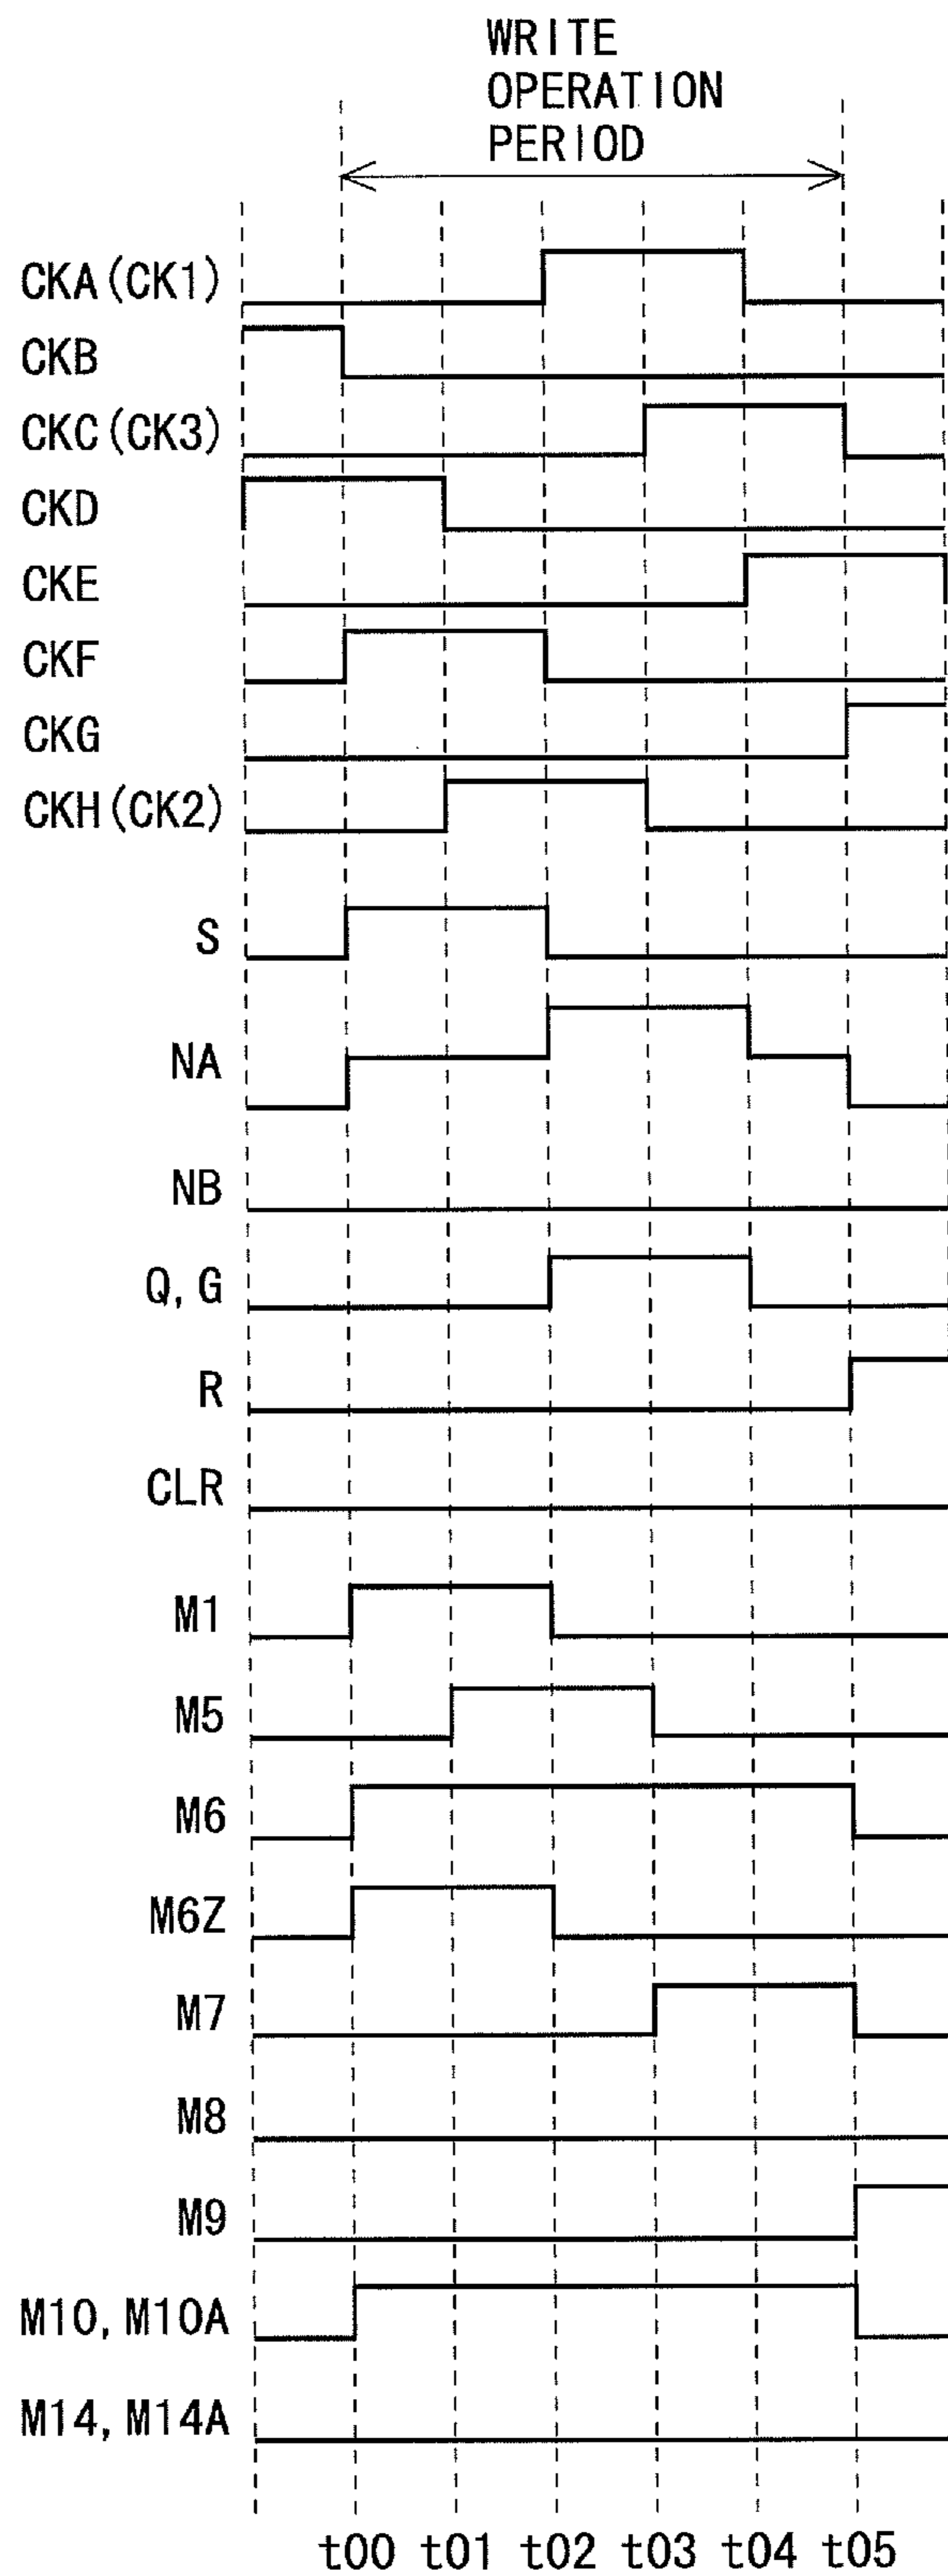 WRITE
OPERATION
PERIOD
CKA(CK1)
CKB
CKC(CK3)
CKD
CKE
CKF
CKG
CKH(CK2)
S
NA
NB
Q,G
R
CLR
M1
M5
M6
M6Z
M7
M8
M9
M10,M10A
M14,M14A
t00 t01 t02 t03 t04 t05